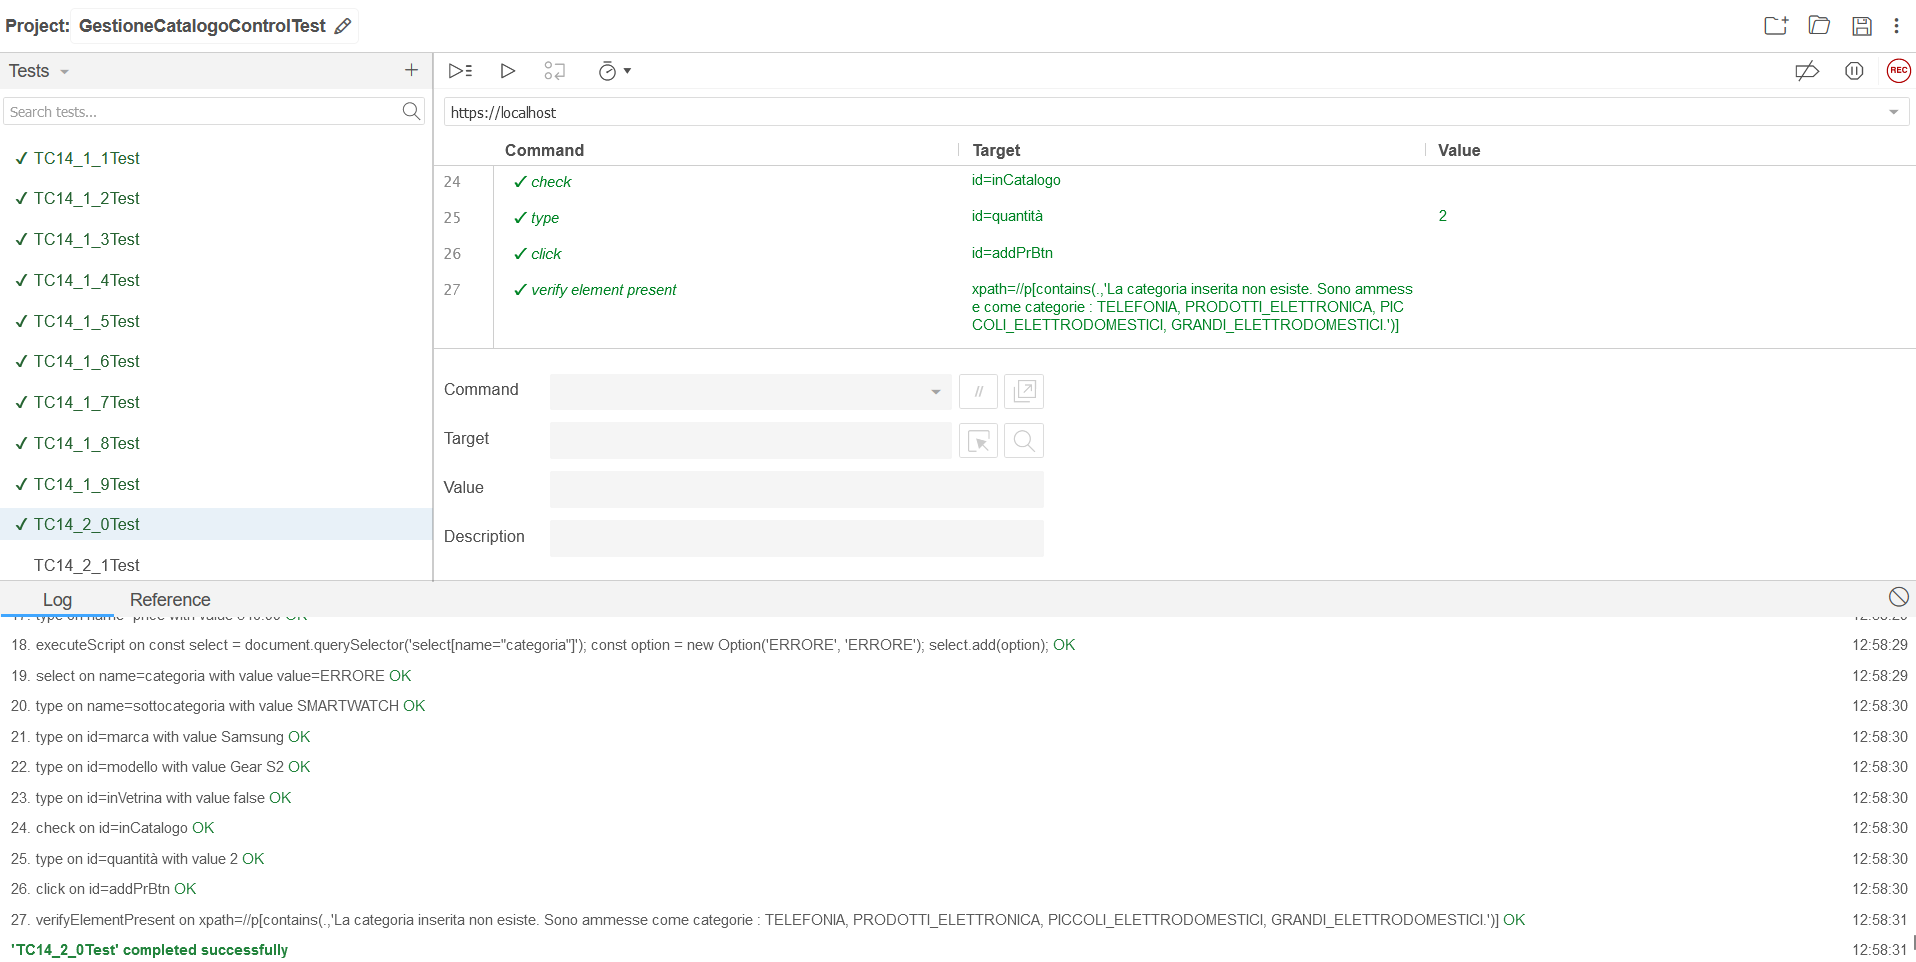 Project: GestioneCatalogoControlTest
Tests
Search tests...
TC14_1_1Test
TC14_1_2Test
TC14_1_3Test
TC14_1_4Test
TC14_1_5Test
TC14_1_6Test
TC14_1_7Test
TC14_1_8Test
TC14_1_9Test
TC14_2_0Test
TC14_2_1Test
REC
https://localhost
Command Target Value
24 check id=inCatalogo
25 type id=quantità 2
26 click id=addPrBtn
27 verify element present xpath=//p[contains(.,'La categoria inserita non esiste. Sono ammess
e come categorie : TELEFONIA, PRODOTTI_ELETTRONICA, PIC
COLI_ELETTRODOMESTICI, GRANDI_ELETTRODOMESTICI.')]
Command //
Target
Value
Description
Log Reference
18. executeScript on const select = document.querySelector('select[name="categoria"]'); const option = new Option('ERRORE', 'ERRORE'); select.add(option); OK 12:58:29
19. select on name=categoria with value value=ERRORE OK 12:58:29
20. type on name=sottocategoria with value SMARTWATCH OK 12:58:30
21. type on id=marca with value Samsung OK 12:58:30
22. type on id=modello with value Gear S2 OK 12:58:30
23. type on id=inVetrina with value false OK 12:58:30
24. check on id=inCatalogo OK 12:58:30
25. type on id=quantità with value 2 OK 12:58:30
26. click on id=addPrBtn OK 12:58:30
27. verifyElementPresent on xpath=//p[contains(.,'La categoria inserita non esiste. Sono ammesse come categorie : TELEFONIA, PRODOTTI_ELETTRONICA, PICCOLI_ELETTRODOMESTICI, GRANDI_ELETTRODOMESTICI.')] OK 12:58:31
'TC14_2_0Test' completed successfully 12:58:31